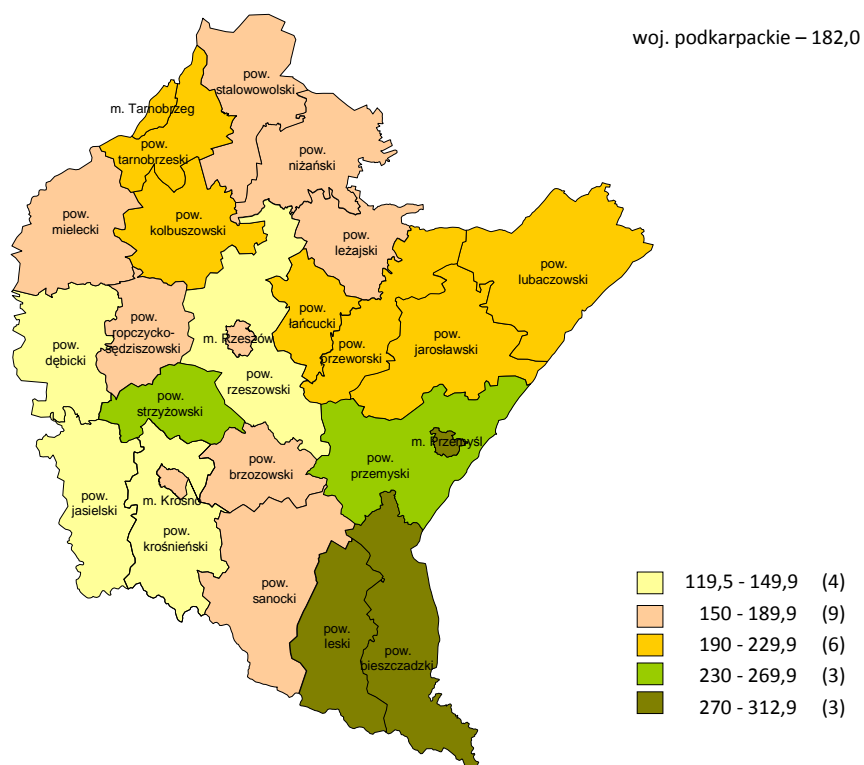 woj. podkarpackie – 182,0
pow.
stalowowolski
m. Tarnobrzeg
pow.
tarnobrzeski
pow.
niżański
pow.
mielecki
pow.
kolbuszowski
pow.
leżajski
pow.
lubaczowski
pow.
ropczycko-
sędziszowski
m. Rzeszów
pow.
łańcucki
pow.
przeworski
pow.
jarosławski
pow.
dębicki
pow.
rzeszowski
pow.
strzyżowski
m. Przemyśl
pow.
przemyski
pow.
brzozowski
pow.
jasielski
m. Krosno
pow.
krośnieński
pow.
sanocki
pow.
leski
pow.
bieszczadzki
119,5 - 149,9 (4)
150 - 189,9 (9)
190 - 229,9 (6)
230 - 269,9 (3)
270 - 312,9 (3)